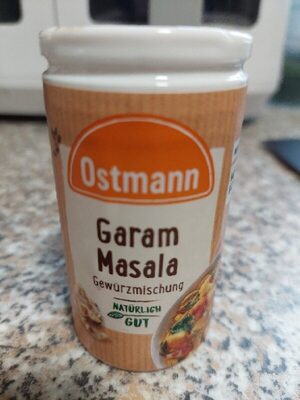 Ostmann
Garam
Masala
Gewürzmischung
NATÜRLICH
GUT